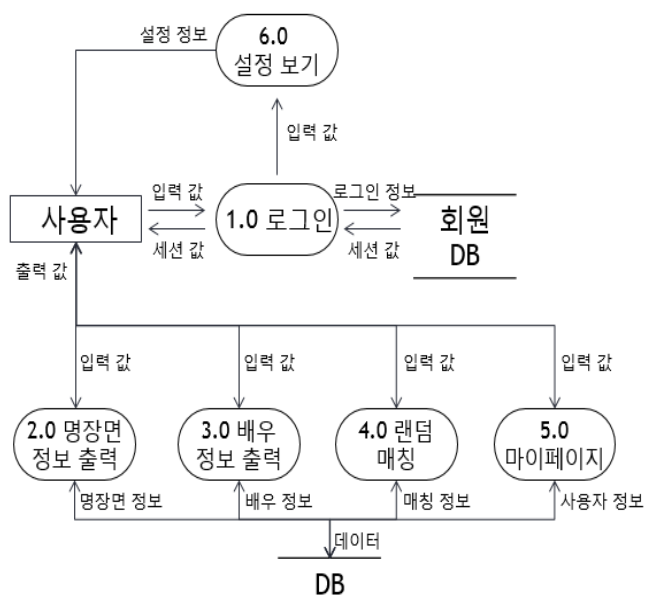 설정 정보
6.0
설정 보기
입력 값
사용자
입력 값
세션 값
1.0 로그인
로그인 정보
세션 값
회원
DB
출력 값
입력 값
입력 값
입력 값
입력 값
2.0 명장면
정보 출력
3.0 배우
정보 출력
4.0 랜덤
매칭
5.0
마이페이지
명장면 정보
배우 정보
매칭 정보
사용자 정보
데이터
DB